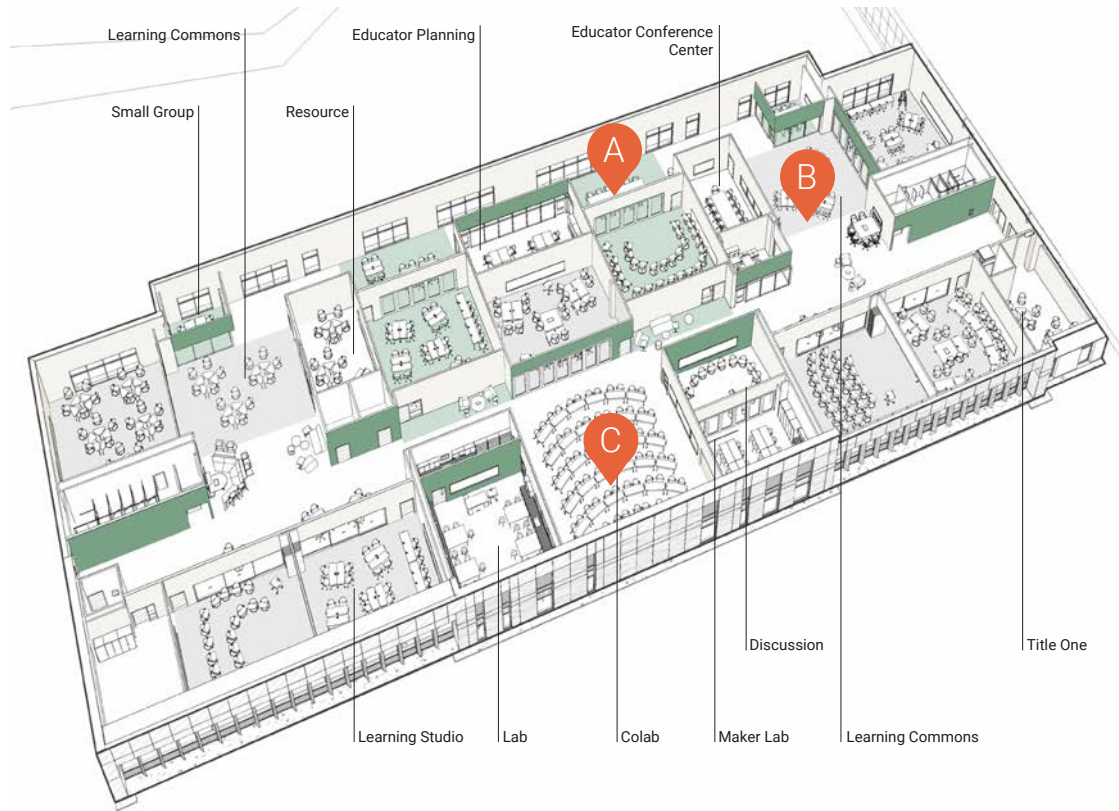 Learning Commons
Educator Planning
Educator Conference
Center
Small Group
Resource
A
B
C
Discussion
Title One
Learning Studio
Lab
Colab
Maker Lab
Learning Commons